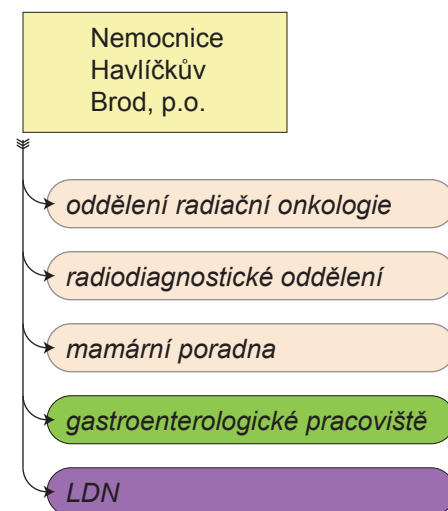 Nemocnice
Havlíčkův
Brod, p.o.
oddělení radiační onkologie
radiodiagnostické oddělení
mamární poradna
gastroenterologické pracoviště
LDN